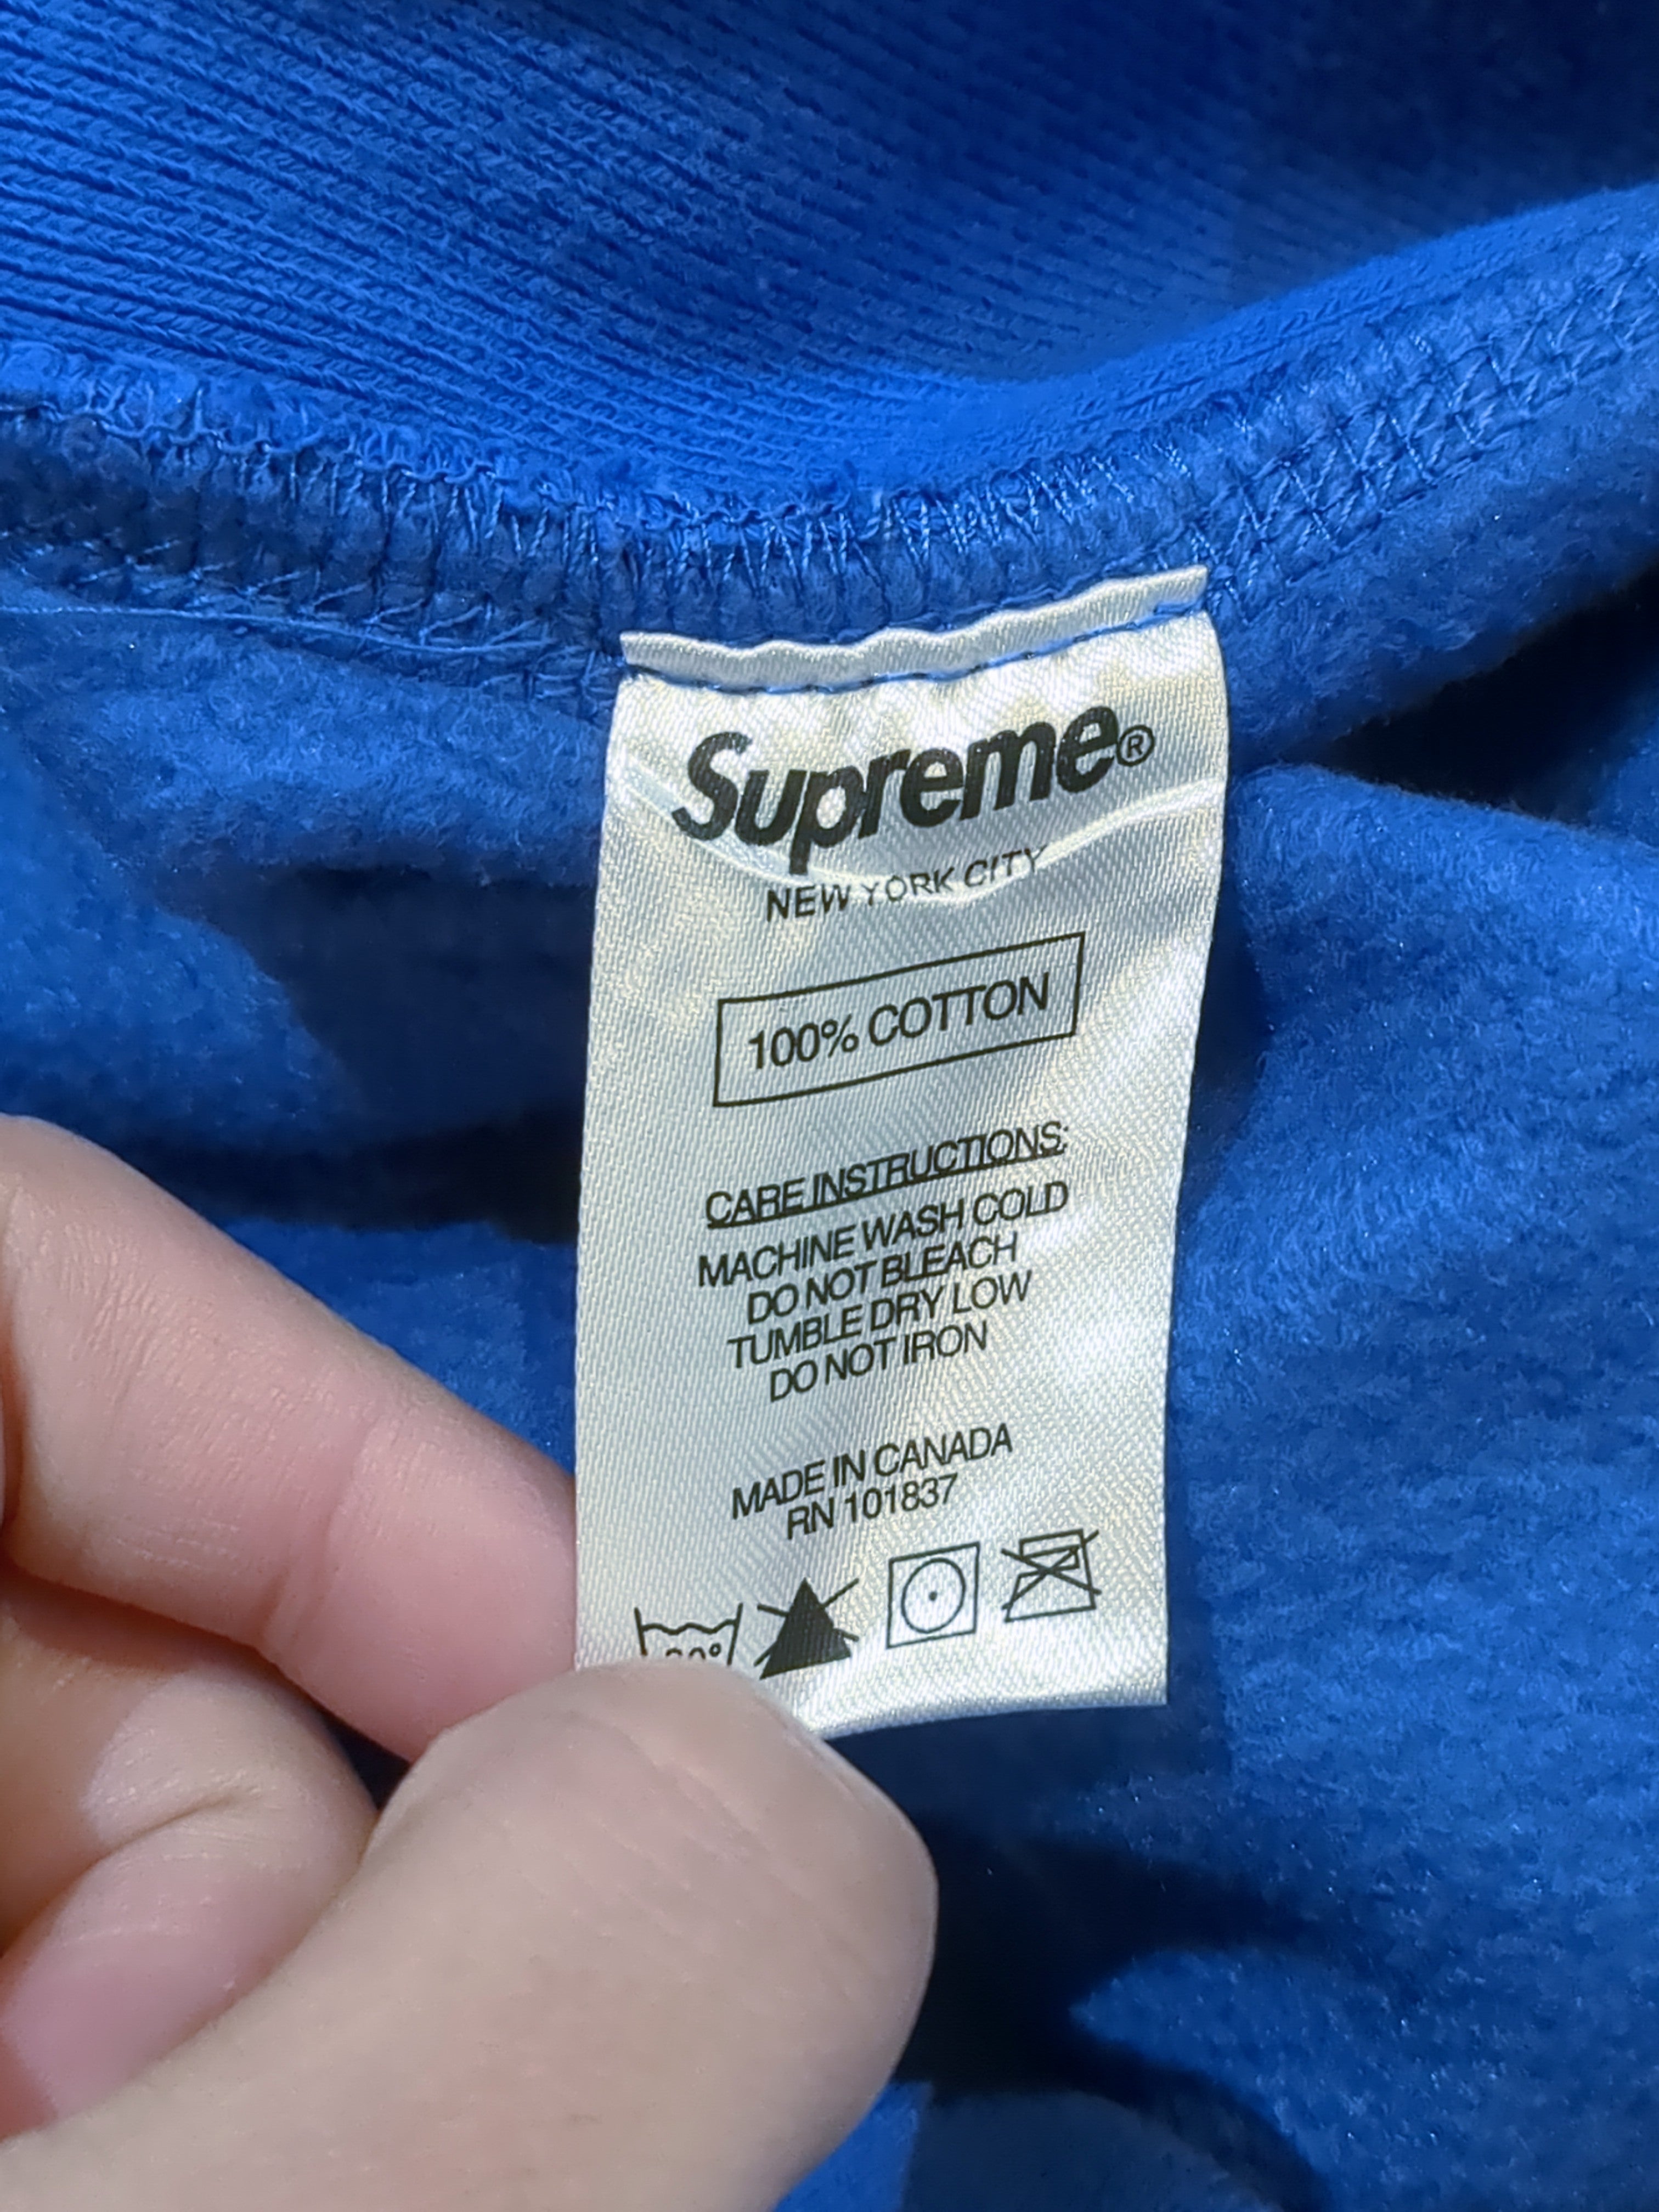 Supreme®
NEW YORK CITY
100% COTTON
CARE INSTRUCTIONS:
MACHINE WASH COLD
DO NOT BLEACH
TUMBLE DRY LOW
DO NOT IRON
MADE IN CANADA
RN 101837